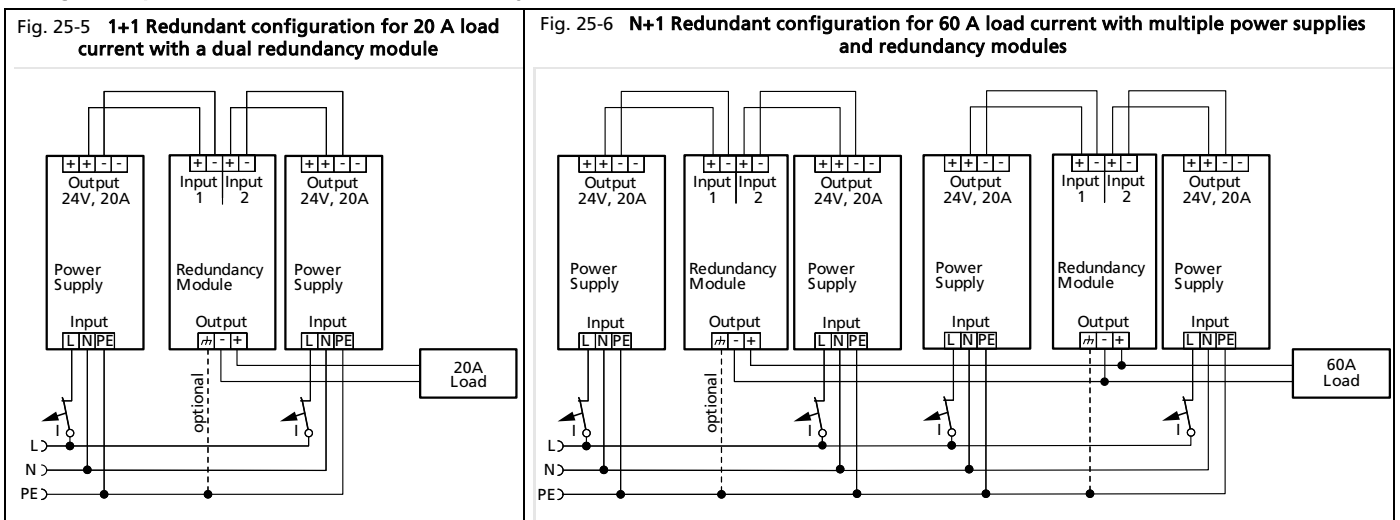 Fig. 25-5 1+1 Redundant configuration for 20 A load
current with a dual redundancy module
+ + - -
Output
24V, 20A
Power
Supply
Input
L N PE
+ - + -
Input Input
1 2
Redundancy
Module
Output
- +
optional
+ + - -
Output
24V, 20A
Power
Supply
Input
L N PE
20A
Load
I
I
L
N
PE
Fig. 25-6 N+1 Redundant configuration for 60 A load current with multiple power supplies
and redundancy modules
+ + - -
Output
24V, 20A
Power
Supply
Input
L N PE
+ - + -
Input Input
1 2
Redundancy
Module
Output
- +
optional
+ + - -
Output
24V, 20A
Power
Supply
Input
L N PE
+ + - -
Output
24V, 20A
Power
Supply
Input
L N PE
+ - + -
Input Input
1 2
Redundancy
Module
Output
- +
+ + - -
Output
24V, 20A
Power
Supply
Input
L N PE
60A
Load
I
I
I
I
L
N
PE